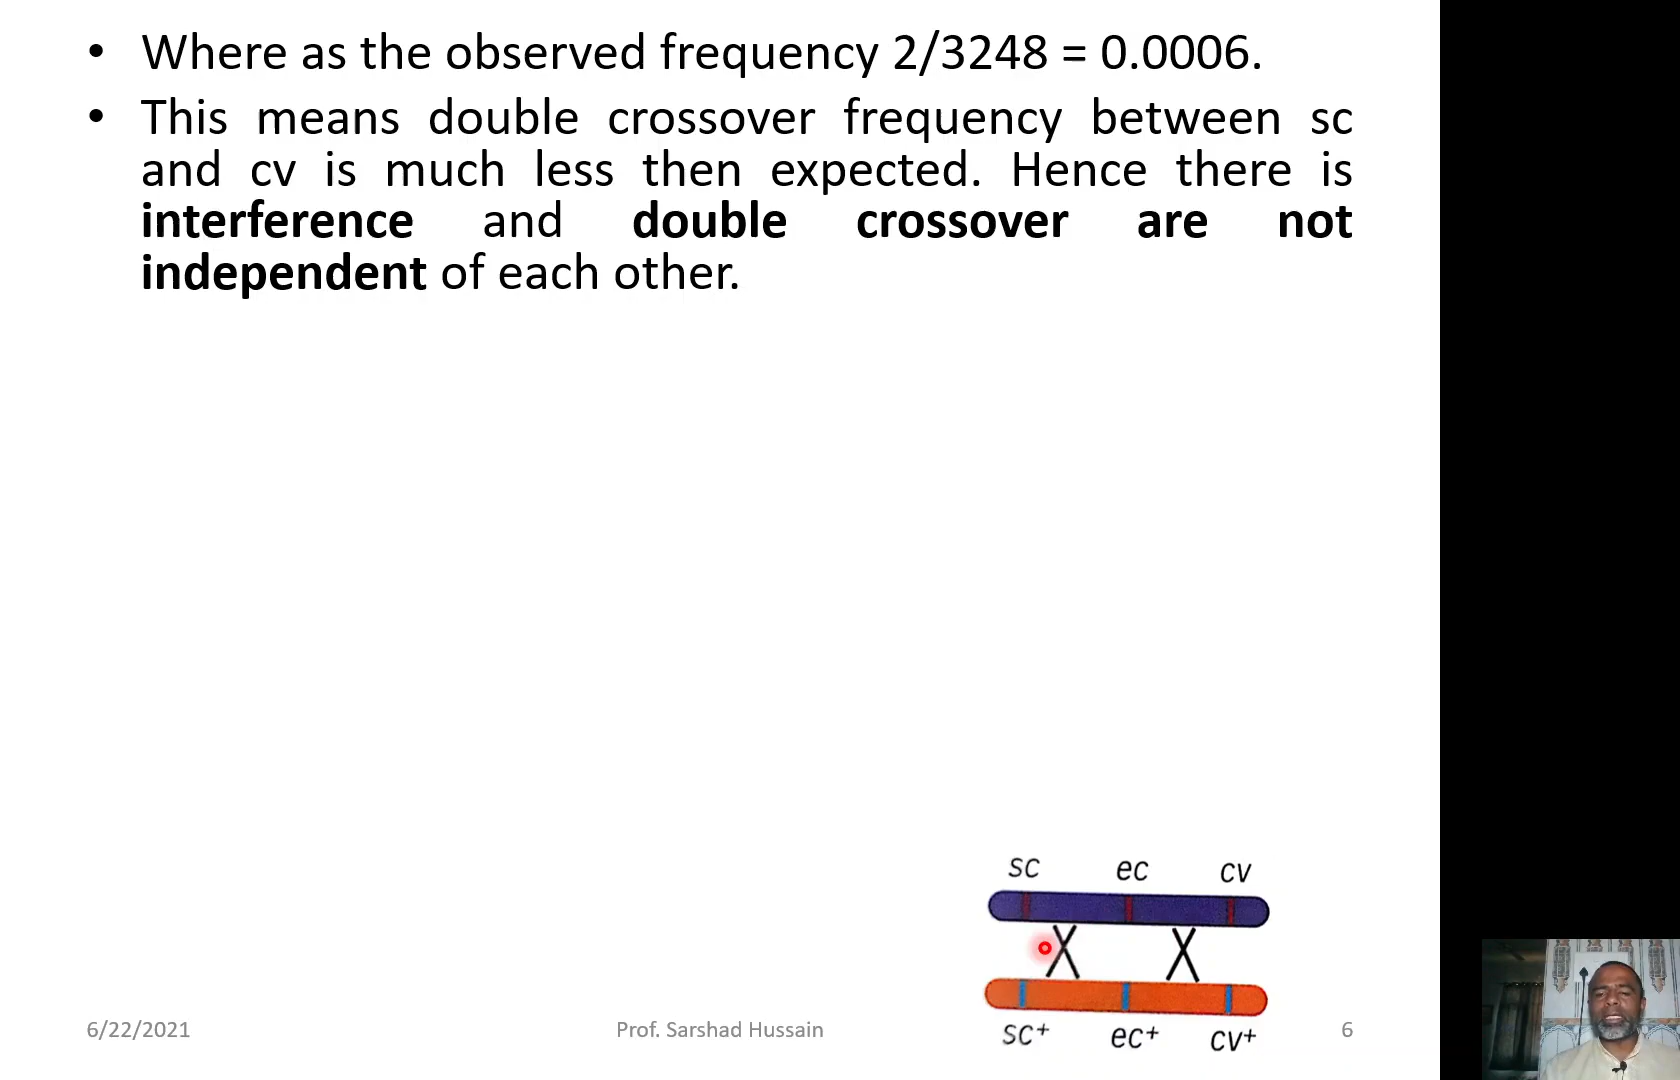 • Where as the observed frequency 2/3248 = 0.0006.
• This means double crossover frequency between sc
and cv is much less then expected. Hence there is
interference and double crossover are not
independent of each other.
sc ec cv
sc+ ec+ cv+
6/22/2021 Prof. Sarshad Hussain 6